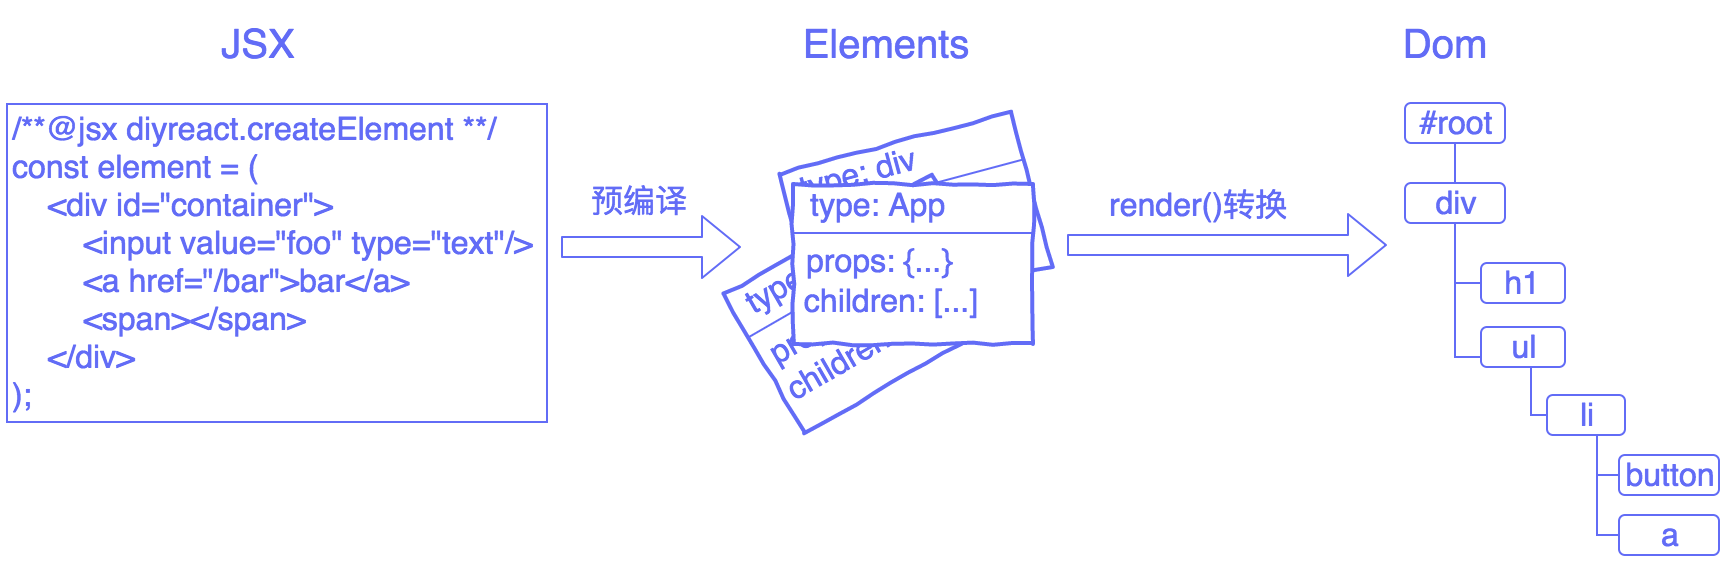 JSX
/**@jsx diyreact.createElement **/
const element = (
<div id="container">
<input value="foo" type="text"/>
<a href="/bar">bar</a>
<span></span>
</div>
);
预编译
Elements
type: div
type: App
props: {...}
children: [...]
type
children
render()转换
Dom
#root
div
h1
ul
li
button
a